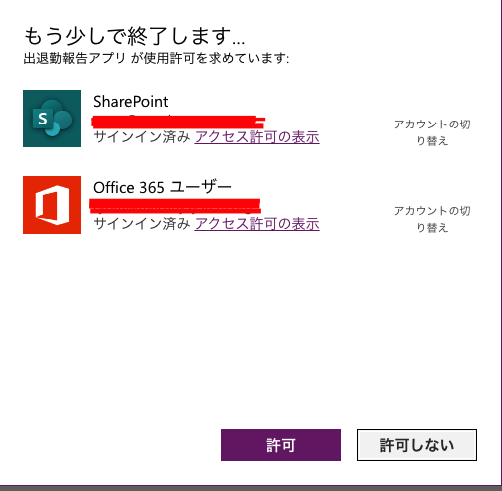 もう少しで終了します...
出退勤報告アプリ が使用許可を求めています:
SharePoint
サインイン済み アクセス許可の表示
アカウントの切
り替え
Office 365 ユーザー
サインイン済み アクセス許可の表示
アカウントの切
り替え
許可
許可しない